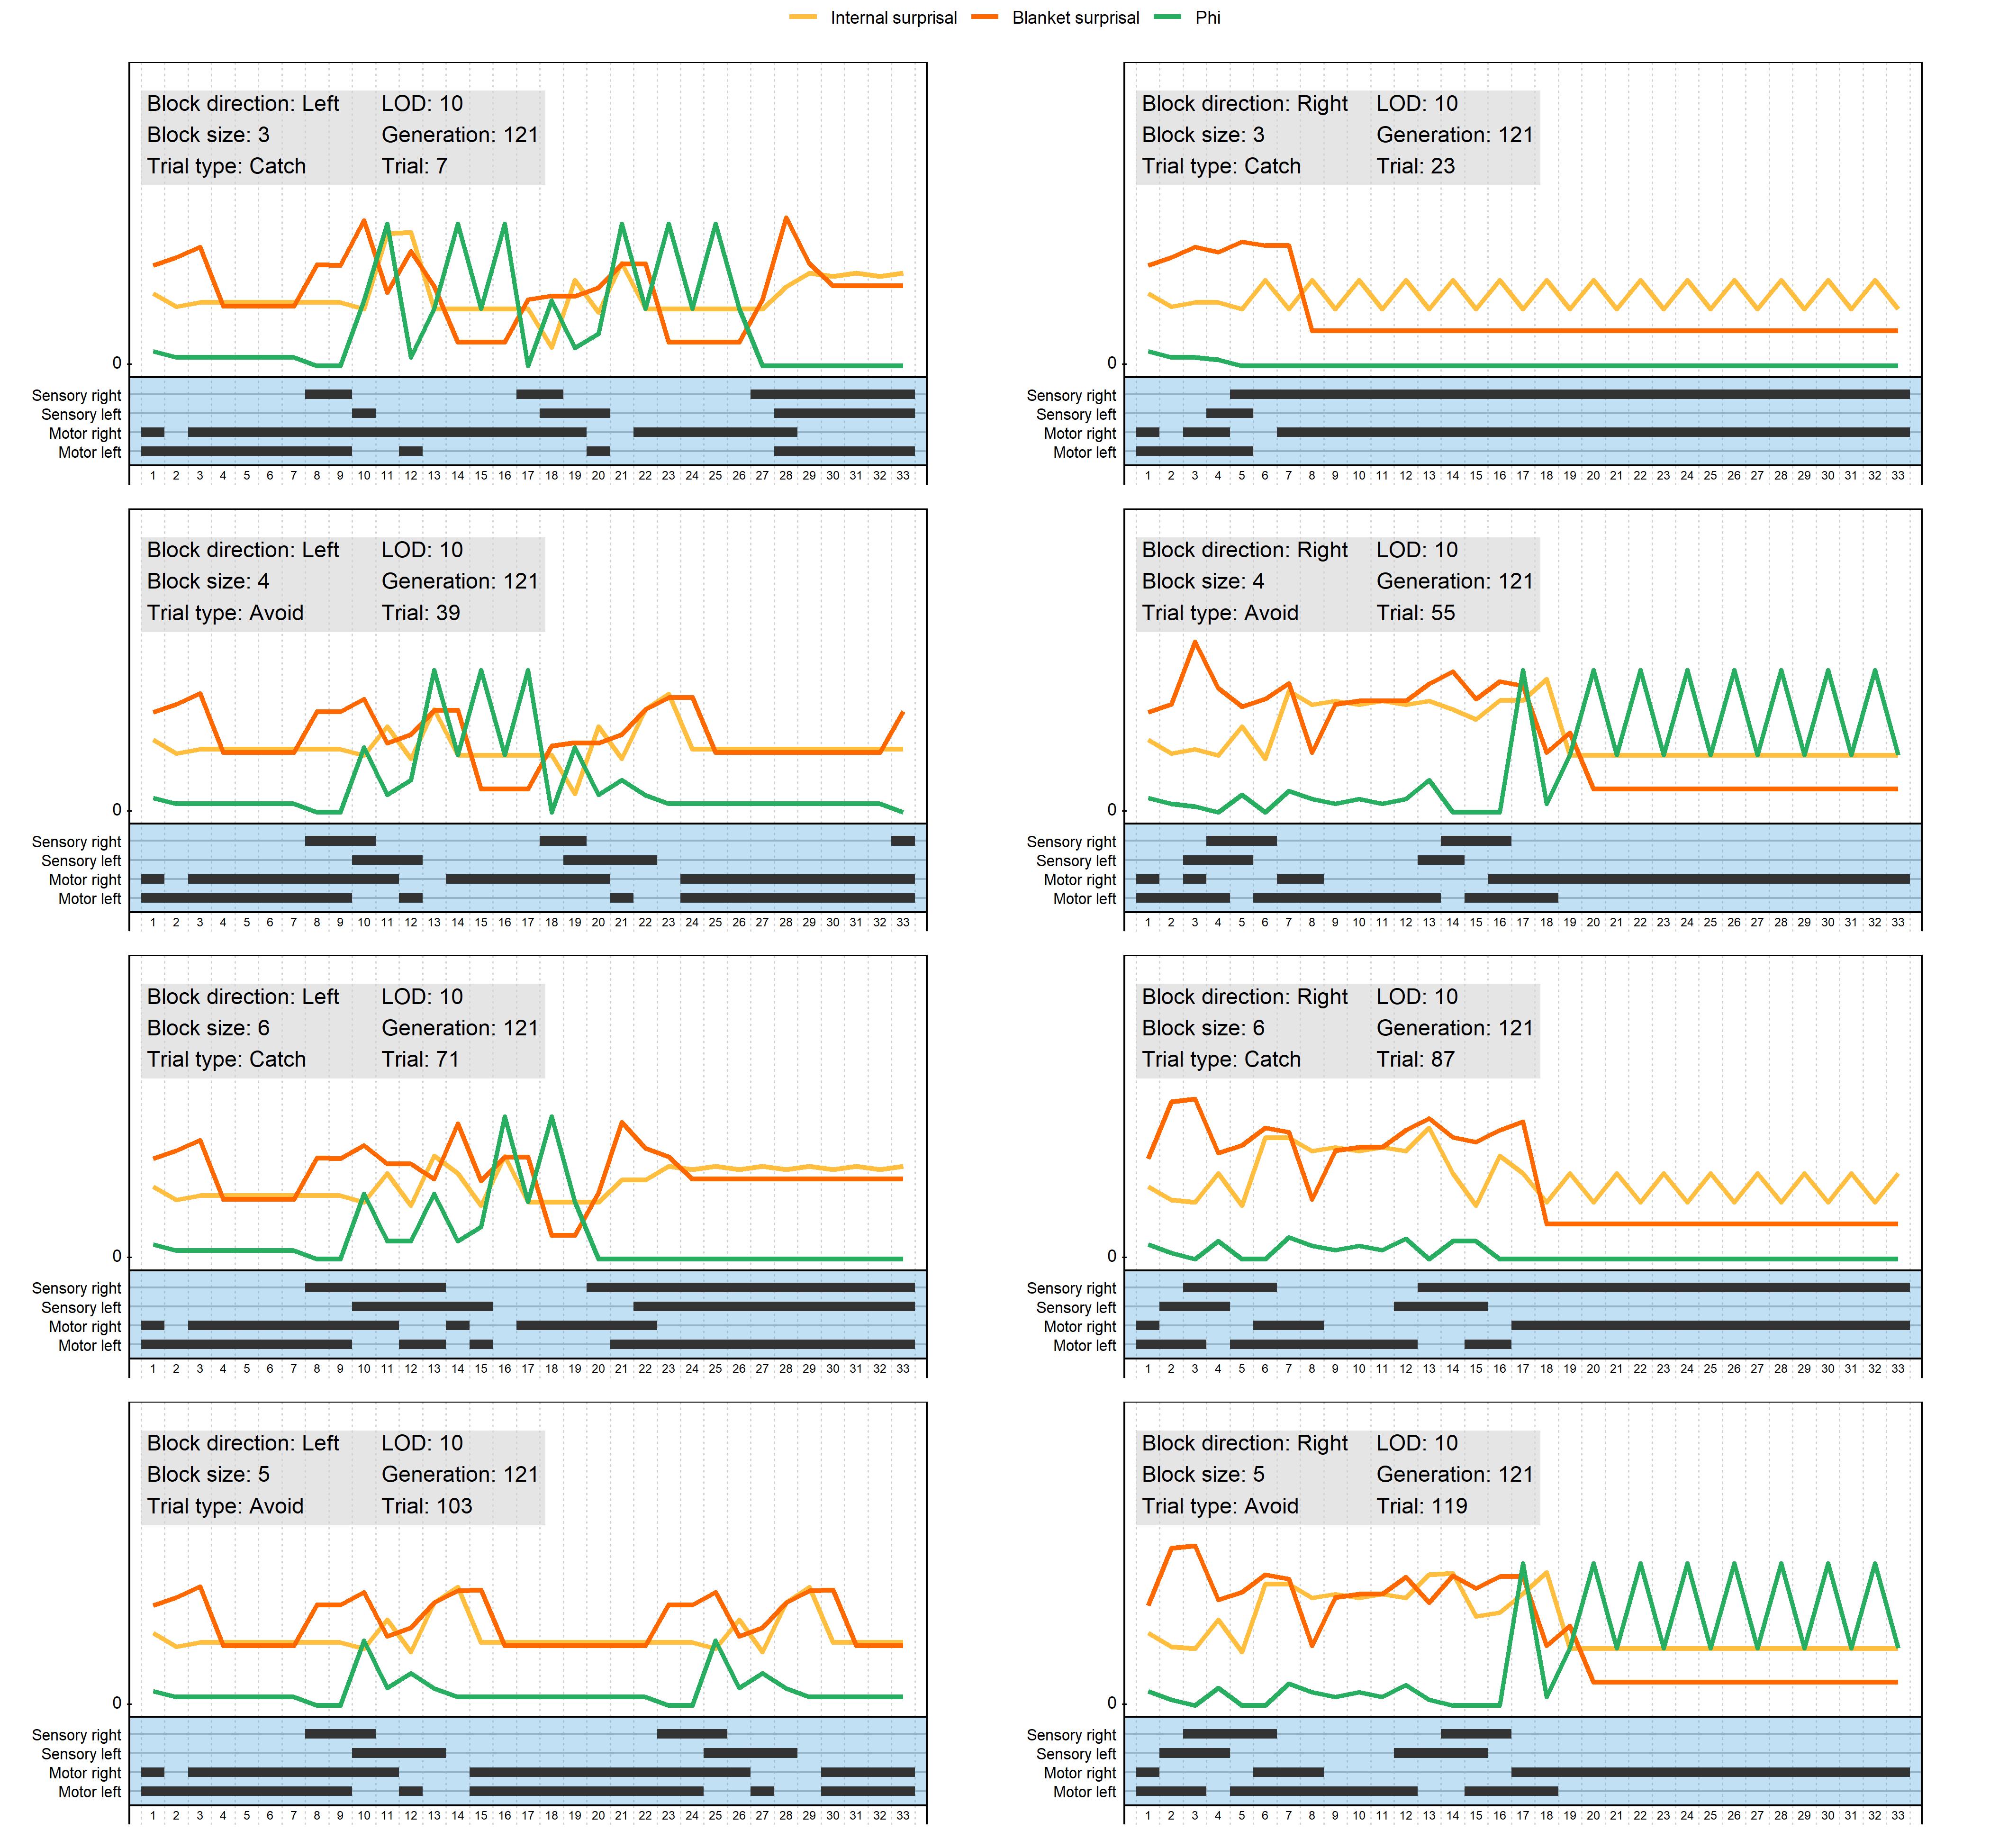 Internal surprisal Blanket surprisal Phi
Block direction: Left LOD: 10
Block size: 3 Generation: 121
Trial type: Catch Trial: 7
0
Sensory right
Sensory left
Motor right
Motor left
1 2 3 4 5 6 7 8 9 10 11 12 13 14 15 16 17 18 19 20 21 22 23 24 25 26 27 28 29 30 31 32 33
Block direction: Right LOD: 10
Block size: 3 Generation: 121
Trial type: Catch Trial: 23
0
Sensory right
Sensory left
Motor right
Motor left
1 2 3 4 5 6 7 8 9 10 11 12 13 14 15 16 17 18 19 20 21 22 23 24 25 26 27 28 29 30 31 32 33
Block direction: Left LOD: 10
Block size: 4 Generation: 121
Trial type: Avoid Trial: 39
0
Sensory right
Sensory left
Motor right
Motor left
1 2 3 4 5 6 7 8 9 10 11 12 13 14 15 16 17 18 19 20 21 22 23 24 25 26 27 28 29 30 31 32 33
Block direction: Right LOD: 10
Block size: 4 Generation: 121
Trial type: Avoid Trial: 55
0
Sensory right
Sensory left
Motor right
Motor left
1 2 3 4 5 6 7 8 9 10 11 12 13 14 15 16 17 18 19 20 21 22 23 24 25 26 27 28 29 30 31 32 33
Block direction: Left LOD: 10
Block size: 6 Generation: 121
Trial type: Catch Trial: 71
0
Sensory right
Sensory left
Motor right
Motor left
1 2 3 4 5 6 7 8 9 10 11 12 13 14 15 16 17 18 19 20 21 22 23 24 25 26 27 28 29 30 31 32 33
Block direction: Right LOD: 10
Block size: 6 Generation: 121
Trial type: Catch Trial: 87
0
Sensory right
Sensory left
Motor right
Motor left
1 2 3 4 5 6 7 8 9 10 11 12 13 14 15 16 17 18 19 20 21 22 23 24 25 26 27 28 29 30 31 32 33
Block direction: Left LOD: 10
Block size: 5 Generation: 121
Trial type: Avoid Trial: 103
0
Sensory right
Sensory left
Motor right
Motor left
1 2 3 4 5 6 7 8 9 10 11 12 13 14 15 16 17 18 19 20 21 22 23 24 25 26 27 28 29 30 31 32 33
Block direction: Right LOD: 10
Block size: 5 Generation: 121
Trial type: Avoid Trial: 119
0
Sensory right
Sensory left
Motor right
Motor left
1 2 3 4 5 6 7 8 9 10 11 12 13 14 15 16 17 18 19 20 21 22 23 24 25 26 27 28 29 30 31 32 33